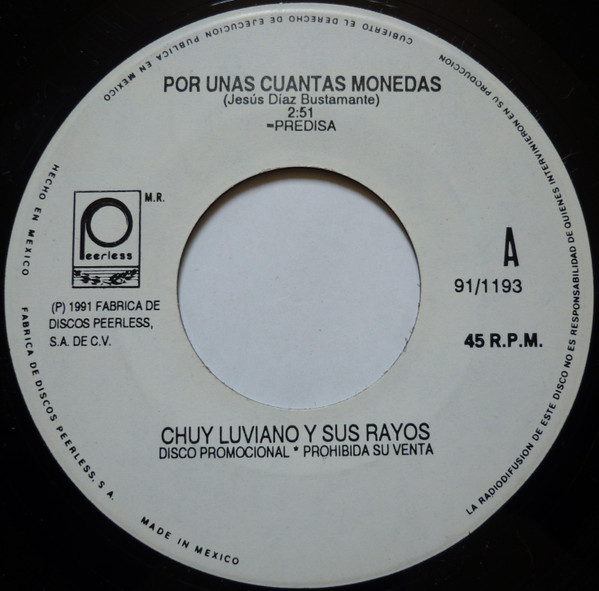 POR UNAS CUANTAS MONEDAS
(Jesús Díaz Bustamante)
2:51
=PREDISA
Peerless
M.R.
(P) 1991 FABRICA DE
DISCOS PEERLESS,
S.A. DE C.V.
A
91/1193
45 R.P.M.
CHUY LUVIANO Y SUS RAYOS
DISCO PROMOCIONAL * PROHIBIDA SU VENTA
FABRICA DE DISCOS PEERLESS, S A.
HECHO EN MEXICO
CUBIERTO EL DERECHO DE EJECUCION PUBLICA EN MEXICO
LA RADIODIFUSION DE ESTE DISCO NO ES RESPONSABILIDAD DE QUIENES INTERVINIERON EN SU PRODUCCION
MADE IN MEXICO